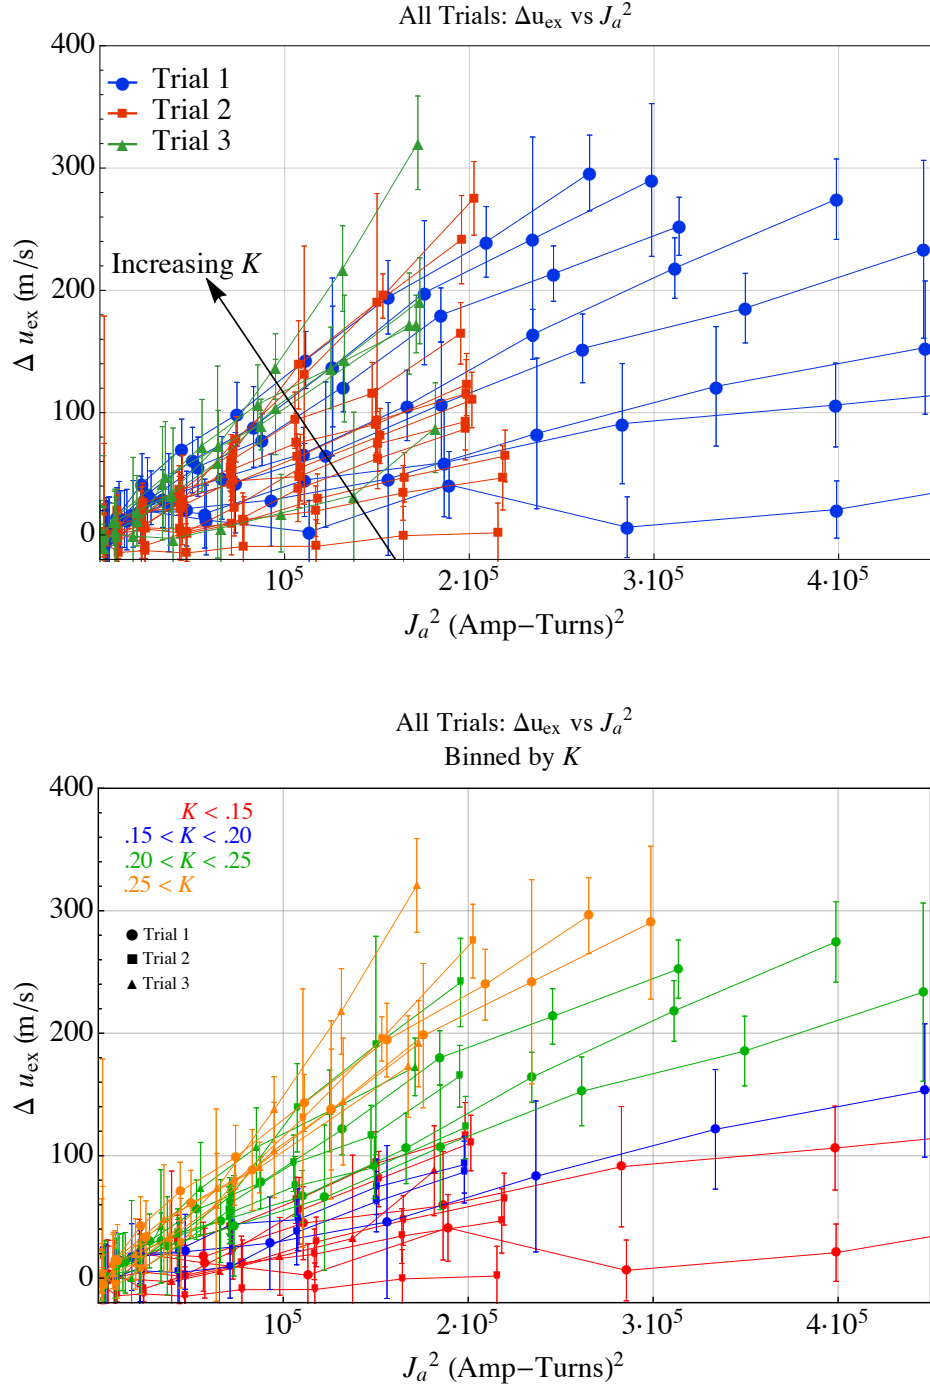 All Trials: Δu_ex vs J_a^2
400
300
200
100
0
Trial 1
Trial 2
Trial 3
Increasing K
Δ u_ex (m/s)
10^5 2·10^5 3·10^5 4·10^5
J_a^2 (Amp−Turns)^2
All Trials: Δu_ex vs J_a^2
Binned by K
400
300
200
100
0
K < .15
.15 < K < .20
.20 < K < .25
.25 < K
Trial 1
Trial 2
Trial 3
Δ u_ex (m/s)
10^5 2·10^5 3·10^5 4·10^5
J_a^2 (Amp−Turns)^2